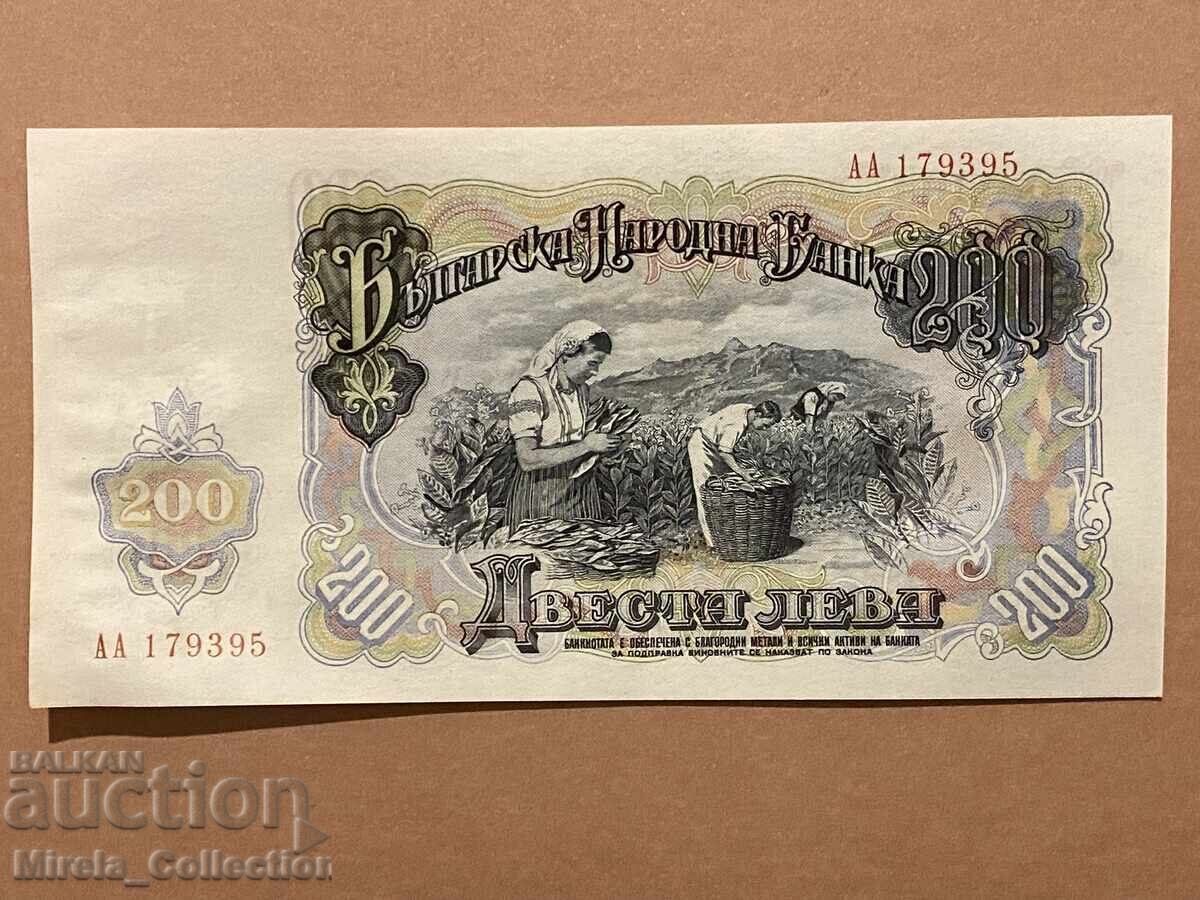 АА 179395
Българска Народна Банка
200
200
200
200
Двеста лева
БАНКНОТАТА Е ОБЕЗПЕЧЕНА С БЛАГОРОДНИ МЕТАЛИ И ВСИЧКИ АКТИВИ НА БАНКАТА
ЗА ПОДПРАВКА ВИНОВНИТЕ СЕ НАКАЗВАТ ПО ЗАКОНА
АА 179395
BALKAN
auction
Mirela_Collection